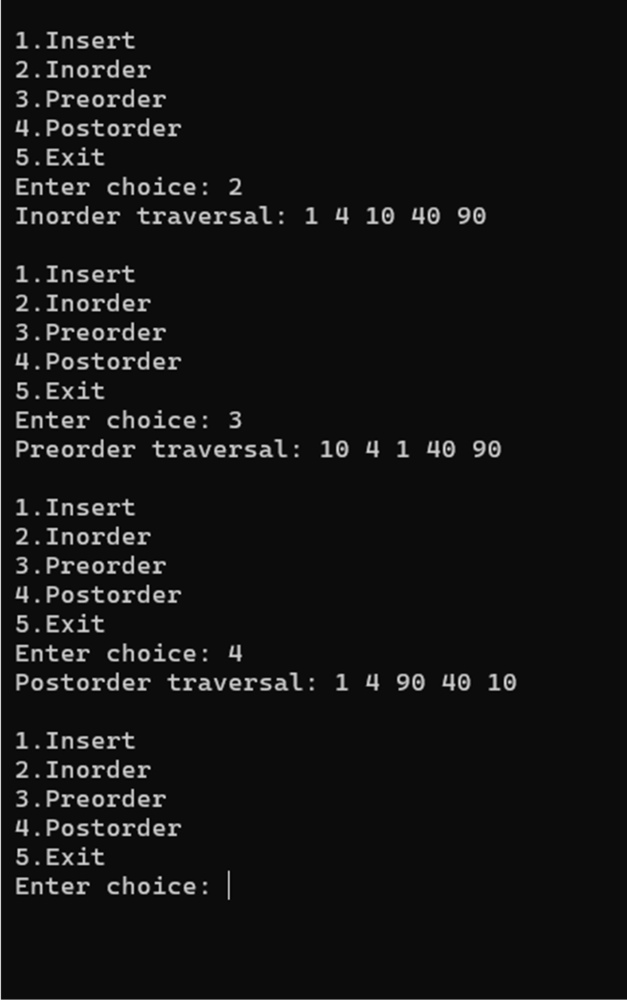 1.Insert
2.Inorder
3.Preorder
4.Postorder
5.Exit
Enter choice: 2
Inorder traversal: 1 4 10 40 90
1.Insert
2.Inorder
3.Preorder
4.Postorder
5.Exit
Enter choice: 3
Preorder traversal: 10 4 1 40 90
1.Insert
2.Inorder
3.Preorder
4.Postorder
5.Exit
Enter choice: 4
Postorder traversal: 1 4 90 40 10
1.Insert
2.Inorder
3.Preorder
4.Postorder
5.Exit
Enter choice: